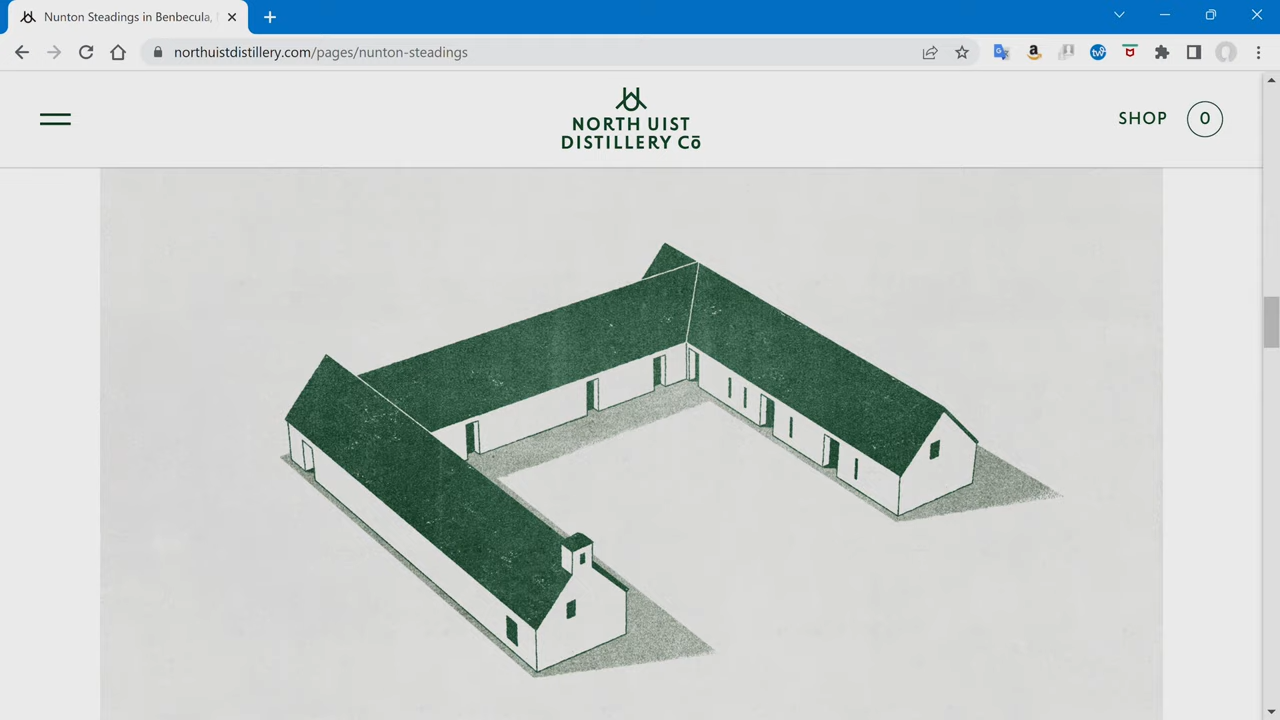 Nunton Steadings in Benbecula,
northuistdistillery.com/pages/nunton-steadings
NORTH UIST
DISTILLERY Cō
SHOP
0